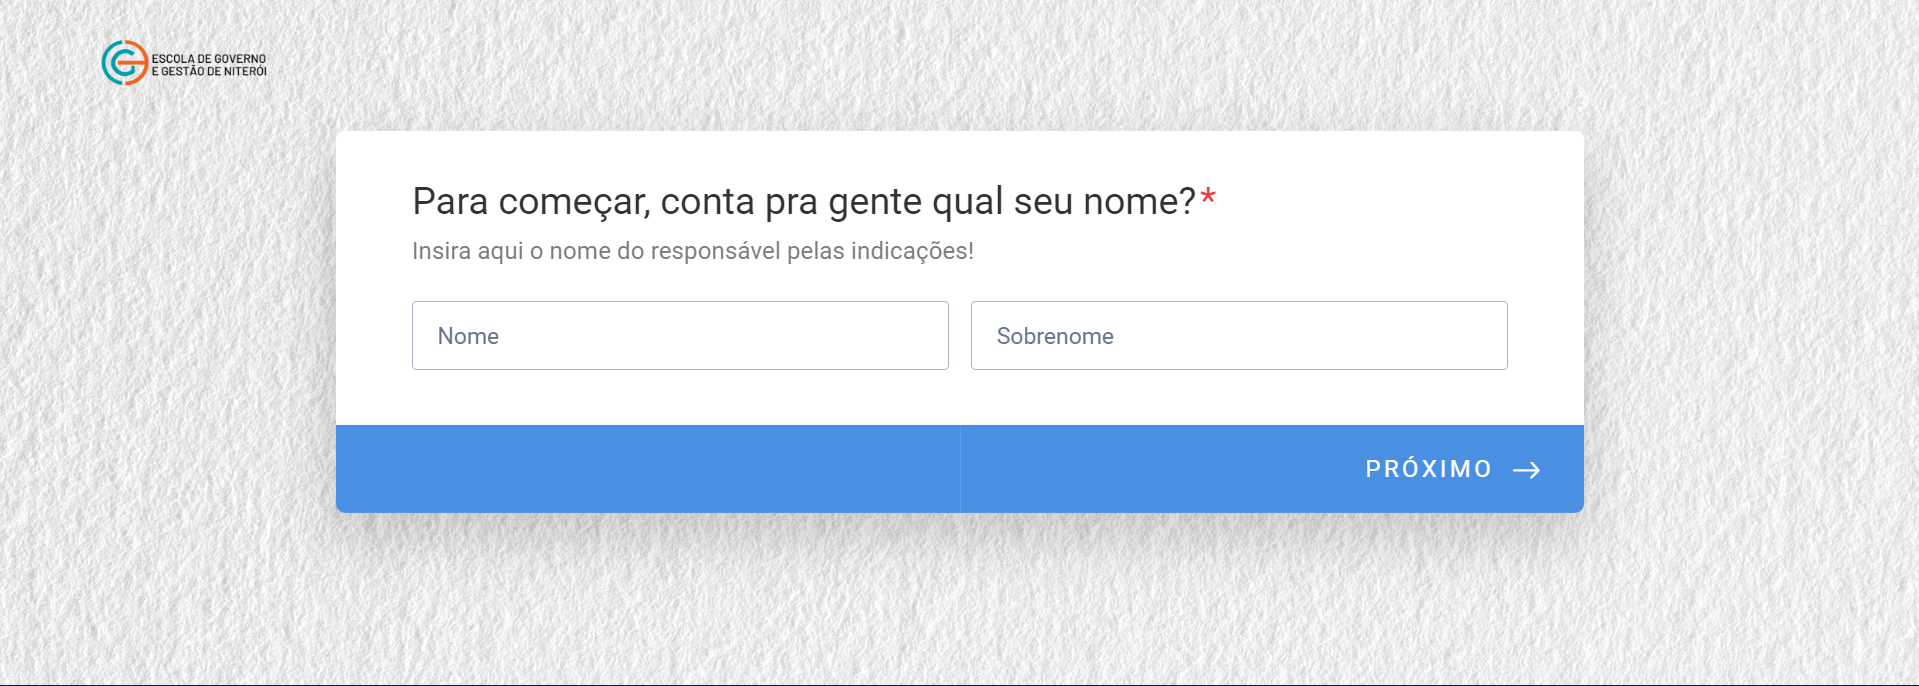 ESCOLA DE GOVERNO
E GESTÃO DE NITERÓI
Para começar, conta pra gente qual seu nome?*
Insira aqui o nome do responsável pelas indicações!
Nome
Sobrenome
PRÓXIMO →